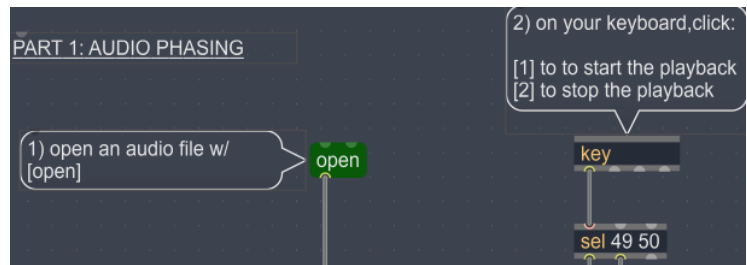 PART 1: AUDIO PHASING
2) on your keyboard,click:
[1] to to start the playback
[2] to stop the playback
1) open an audio file w/
[open]
open
key
sel 49 50